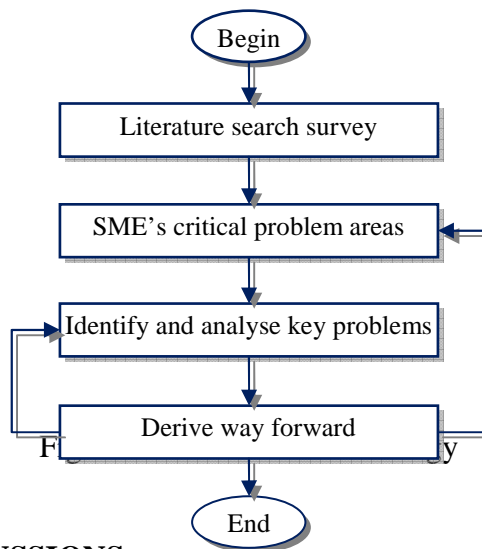 Begin
Literature search survey
SME's critical problem areas
Identify and analyse key problems
Derive way forward
End